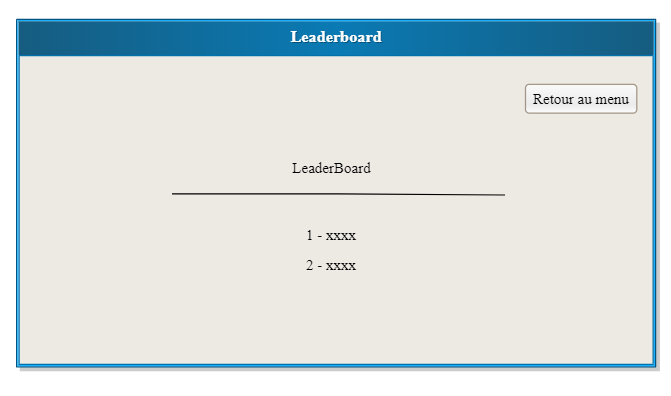 Leaderboard
Retour au menu
LeaderBoard
1 - xxxx
2 - xxxx